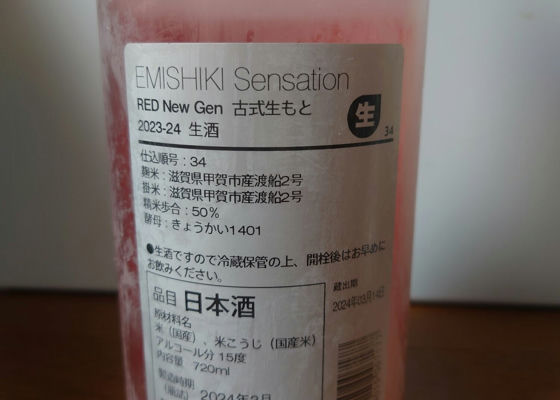 EMISHIKI Sensation
RED New Gen 古式生もと
2023-24 生酒
生
34
仕込順号：34
麹米：滋賀県甲賀市産渡船2号
掛米：滋賀県甲賀市産渡船2号
精米歩合：50%
酵母：きょうかい1401
●生酒ですので冷蔵保管の上、開栓後はお早めに
お飲みください。
品目 日本酒
原材料名
米（国産）、米こうじ（国産米）
アルコール分 15度
内容量 720ml
製造時期
（瓶詰） 2024年3月
蔵出期
2024年03月14日